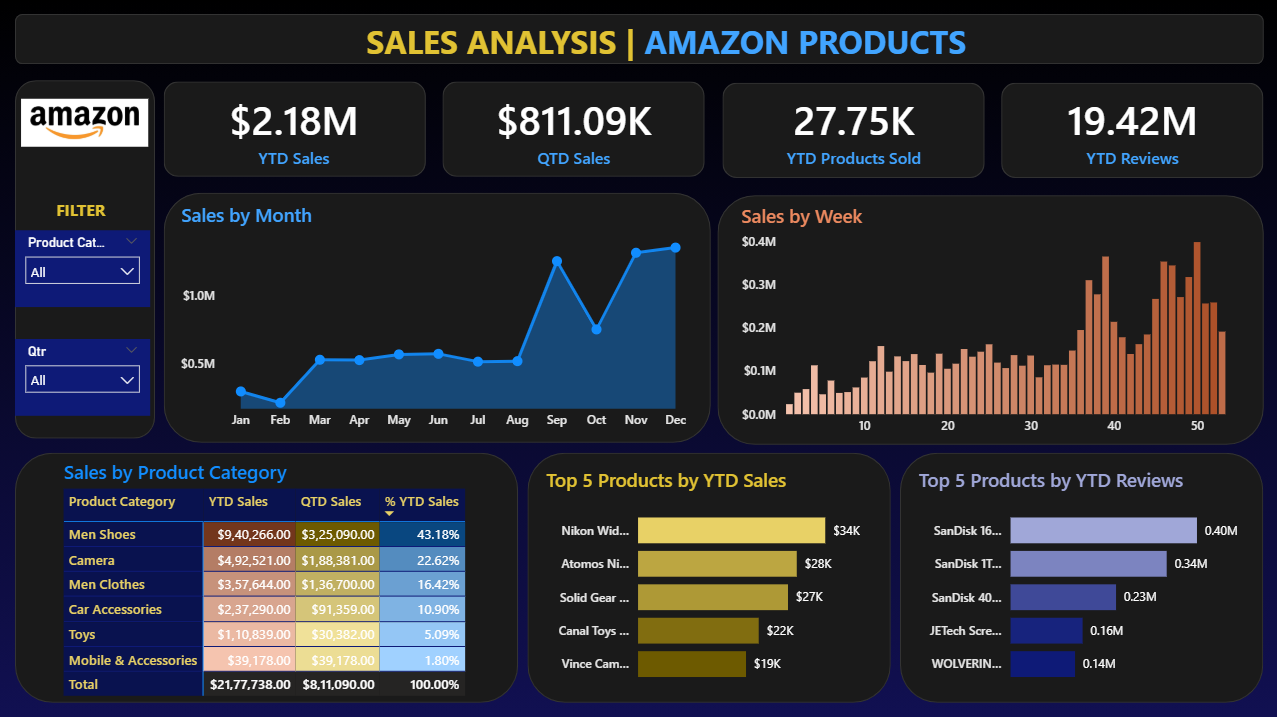 SALES ANALYSIS | AMAZON PRODUCTS
amazon
$2.18M
YTD Sales
$811.09K
QTD Sales
27.75K
YTD Products Sold
19.42M
YTD Reviews
FILTER
Product Cat...
All
Qtr
All
Sales by Month
$1.0M
$0.5M
Jan Feb Mar Apr May Jun Jul Aug Sep Oct Nov Dec
Sales by Week
$0.4M
$0.3M
$0.2M
$0.1M
$0.0M
10 20 30 40 50
Sales by Product Category
Product Category YTD Sales QTD Sales % YTD Sales
Men Shoes $9,40,266.00 $3,25,090.00 43.18%
Camera $4,92,521.00 $1,88,381.00 22.62%
Men Clothes $3,57,644.00 $1,36,700.00 16.42%
Car Accessories $2,37,290.00 $91,359.00 10.90%
Toys $1,10,839.00 $30,382.00 5.09%
Mobile & Accessories $39,178.00 $39,178.00 1.80%
Total $21,77,738.00 $8,11,090.00 100.00%
Top 5 Products by YTD Sales
Nikon Wid... $34K
Atomos Ni... $28K
Solid Gear ... $27K
Canal Toys ... $22K
Vince Cam... $19K
Top 5 Products by YTD Reviews
SanDisk 16... 0.40M
SanDisk 1T... 0.34M
SanDisk 40... 0.23M
JETech Scre... 0.16M
WOLVERIN... 0.14M